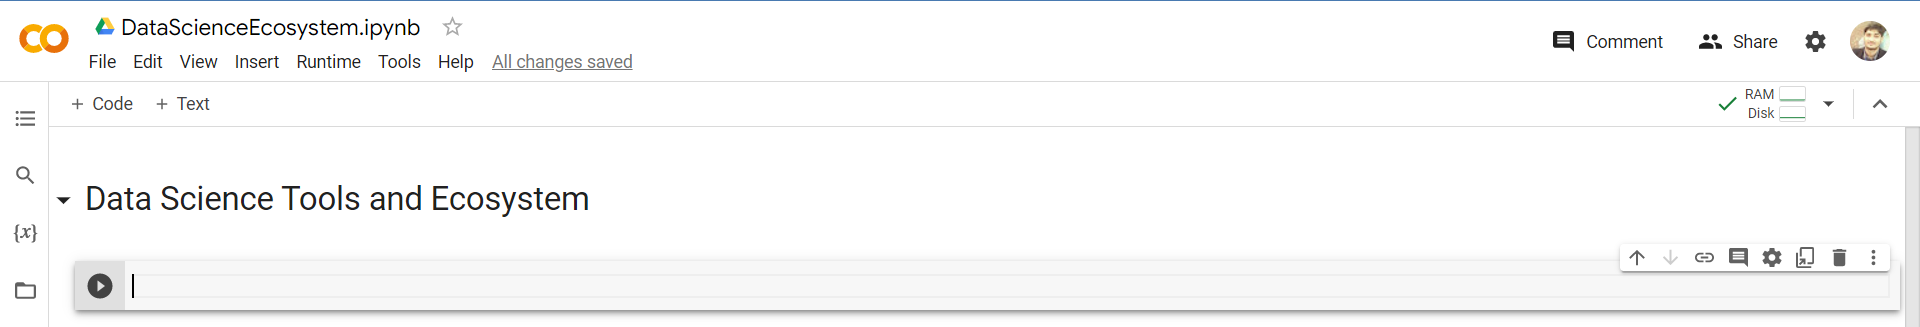 DataScienceEcosystem.ipynb
Comment Share
File Edit View Insert Runtime Tools Help All changes saved
+ Code + Text
RAM
Disk
Data Science Tools and Ecosystem
{x}